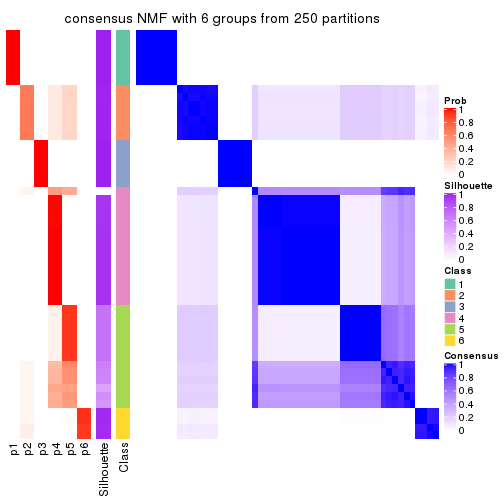 consensus NMF with 6 groups from 250 partitions
Prob
1
0.8
0.6
0.4
0.2
0
Silhouette
1
0.8
0.6
0.4
0.2
0
Class
1
2
3
4
5
6
Consensus
1
0.8
0.6
0.4
0.2
0
p1
p2
p3
p4
p5
p6
Silhouette
Class